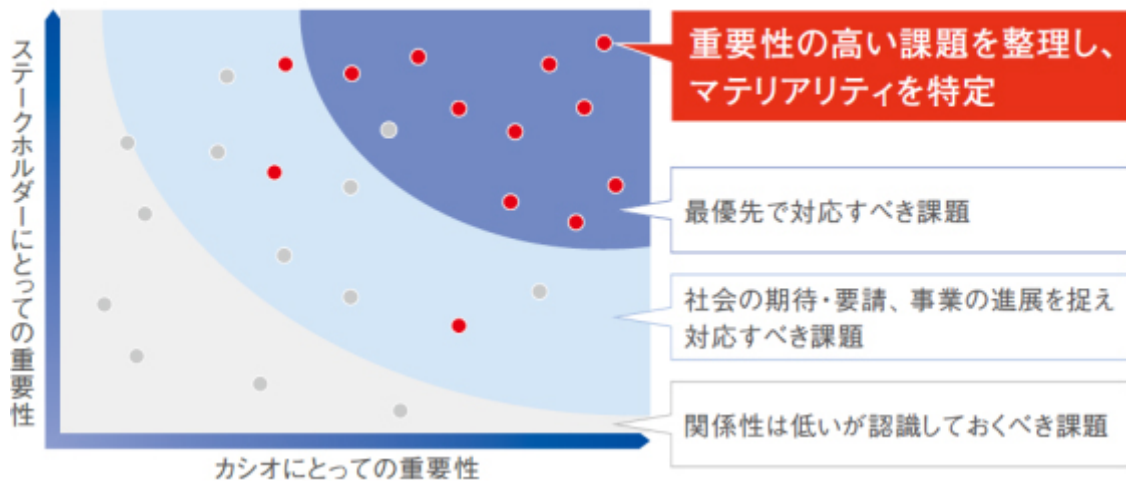 ステークホルダーにとっての重要性
重要性の高い課題を整理し、
マテリアリティを特定
最優先で対応すべき課題
社会の期待・要請、事業の進展を捉え
対応すべき課題
関係性は低いが認識しておくべき課題
カシオにとっての重要性